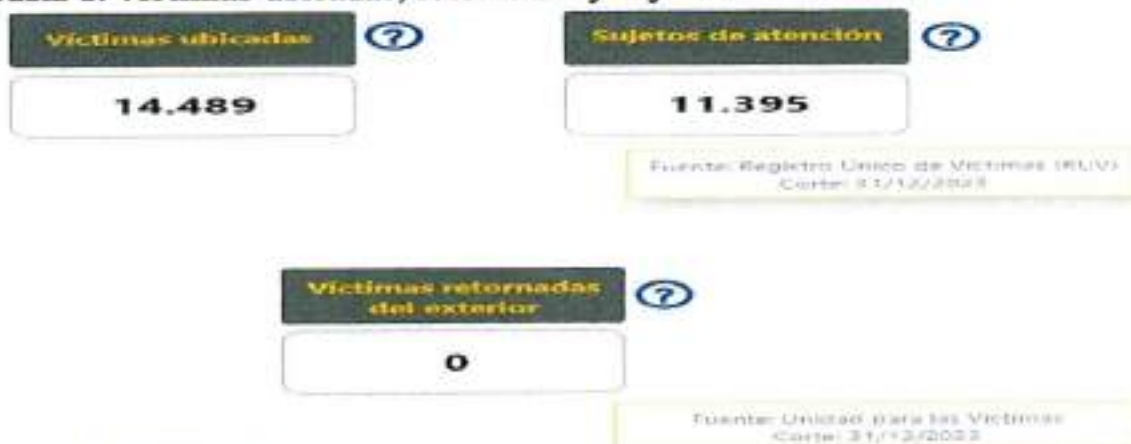 Víctimas ubicadas ?
Sujetos de atención ?
14.489
11.395
Fuente: Registro Único de Víctimas (RUV)
Corte: 31/12/2023
Víctimas retornadas
del exterior ?
0
Fuente: Unidad para las Víctimas
Corte: 31/12/2023